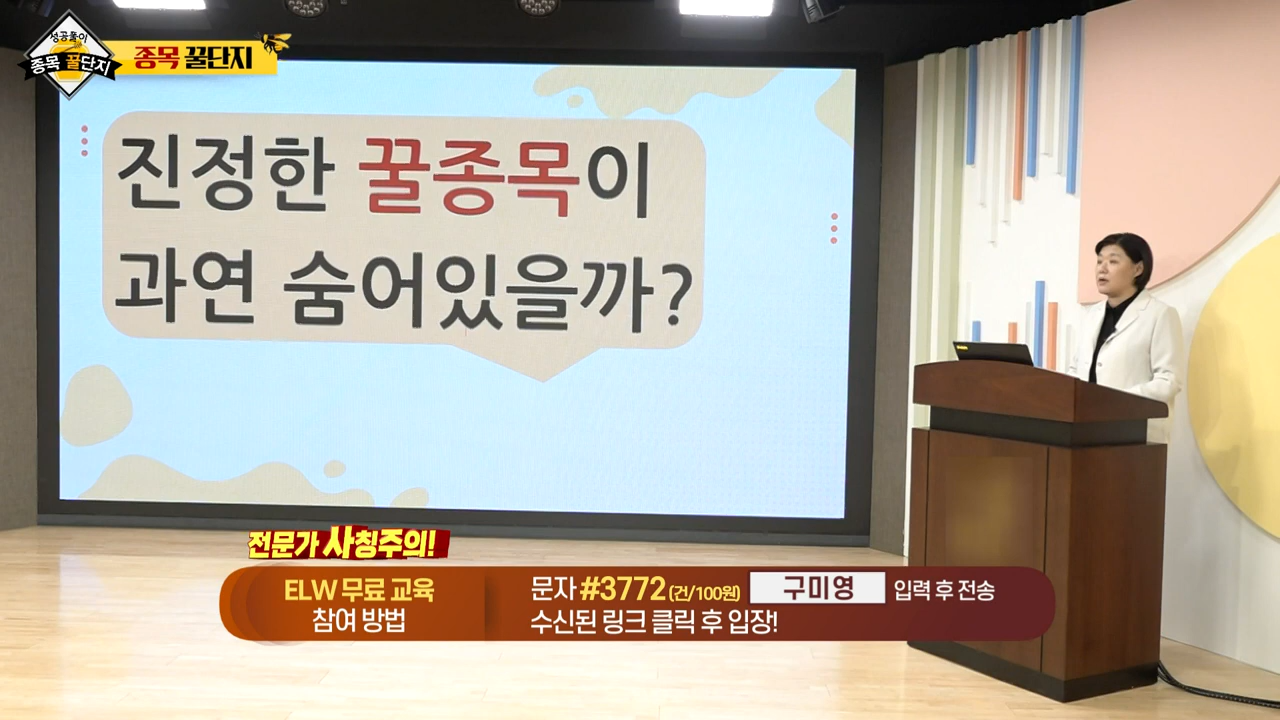 성공풀이
종목 꿀단지
종목 꿀단지
진정한 꿀종목이
과연 숨어있을까?
전문가 사칭주의!
ELW 무료 교육
참여 방법
문자 #3772 (건/100원) 구미영 입력 후 전송
수신된 링크 클릭 후 입장!